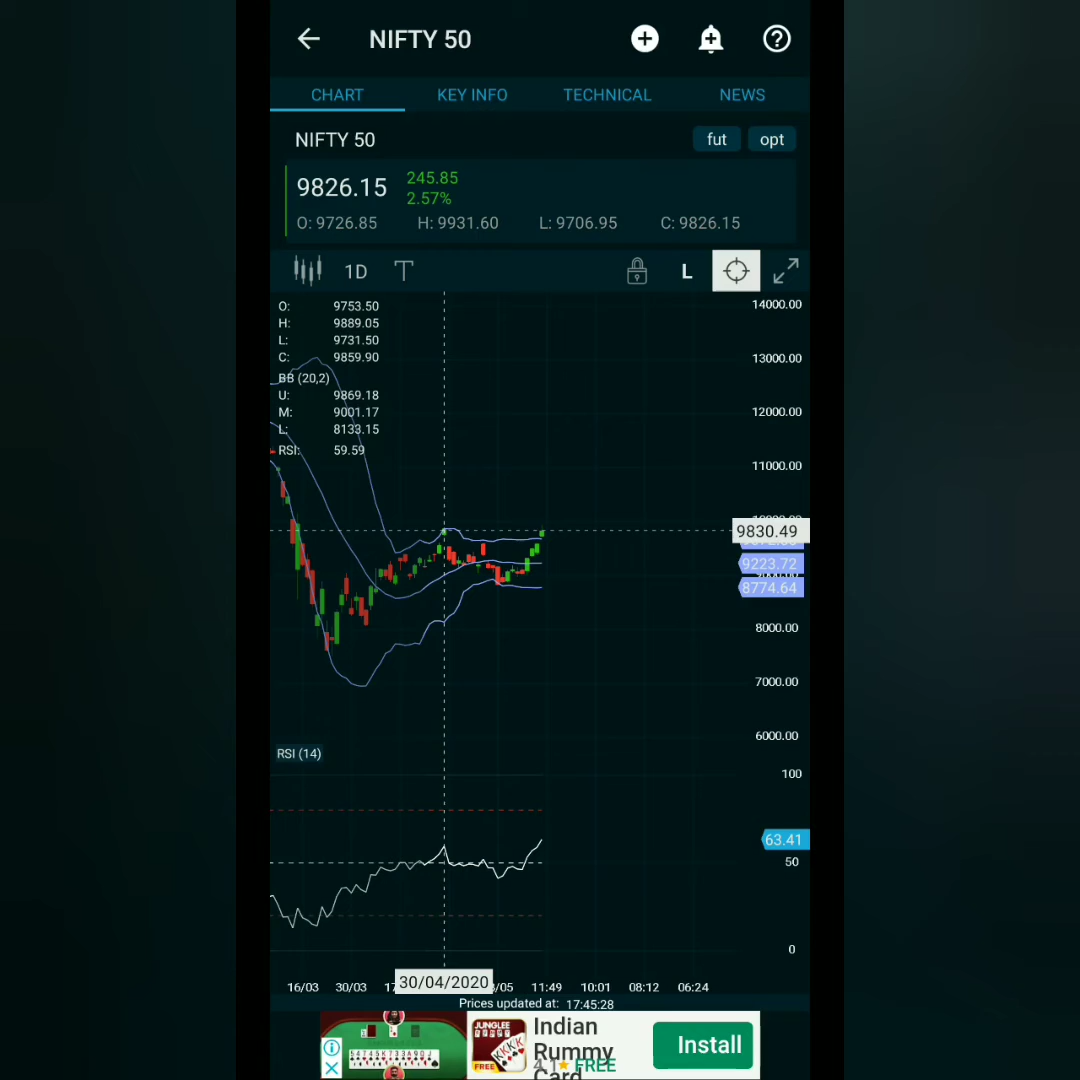 NIFTY 50
CHART KEY INFO TECHNICAL NEWS
NIFTY 50 fut opt
9826.15 245.85
2.57%
O: 9726.85 H: 9931.60 L: 9706.95 C: 9826.15
1D T L
O: 9753.50
H: 9889.05
L: 9731.50
C: 9859.90
BB (20,2)
U: 9869.18
M: 9001.17
L: 8133.15
RSI: 59.59
14000.00
13000.00
12000.00
11000.00
9830.49
9223.72
8774.64
8000.00
7000.00
6000.00
RSI (14)
100
63.41
50
0
16/03 30/03 30/04/2020 11:49 10:01 08:12 06:24
Prices updated at: 17:45:28
JUNGLEE
FREE
Indian
Rummy
Card
4.1 FREE
Install